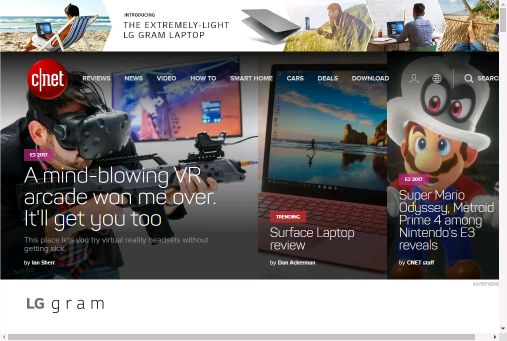 INTRODUCING
THE EXTREMELY-LIGHT
LG GRAM LAPTOP
c|net
REVIEWS NEWS VIDEO HOW TO SMART HOME CARS DEALS DOWNLOAD SEARC
E3 2017
A mind-blowing VR
arcade won me over.
It'll get you too
This place lets you try virtual reality headsets without
getting sick.
by Ian Sherr
TRENDING
Surface Laptop
review
by Dan Ackerman
E3 2017
Super Mario
Odyssey, Metroid
Prime 4 among
Nintendo's E3
reveals
by CNET staff
ADVERTISEME
LG gram